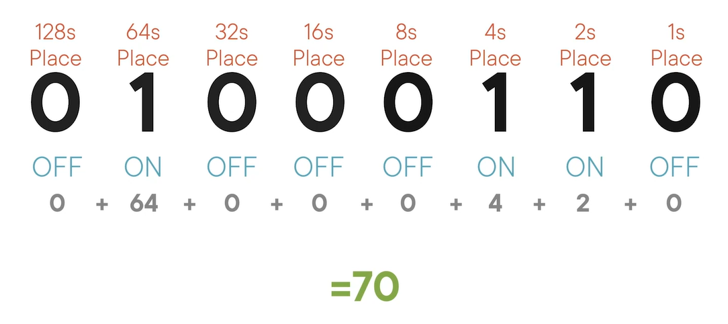 128s 64s 32s 16s 8s 4s 2s 1s
Place Place Place Place Place Place Place Place
0 1 0 0 0 1 1 0
OFF ON OFF OFF OFF ON ON OFF
0 + 64 + 0 + 0 + 0 + 4 + 2 + 0
=70